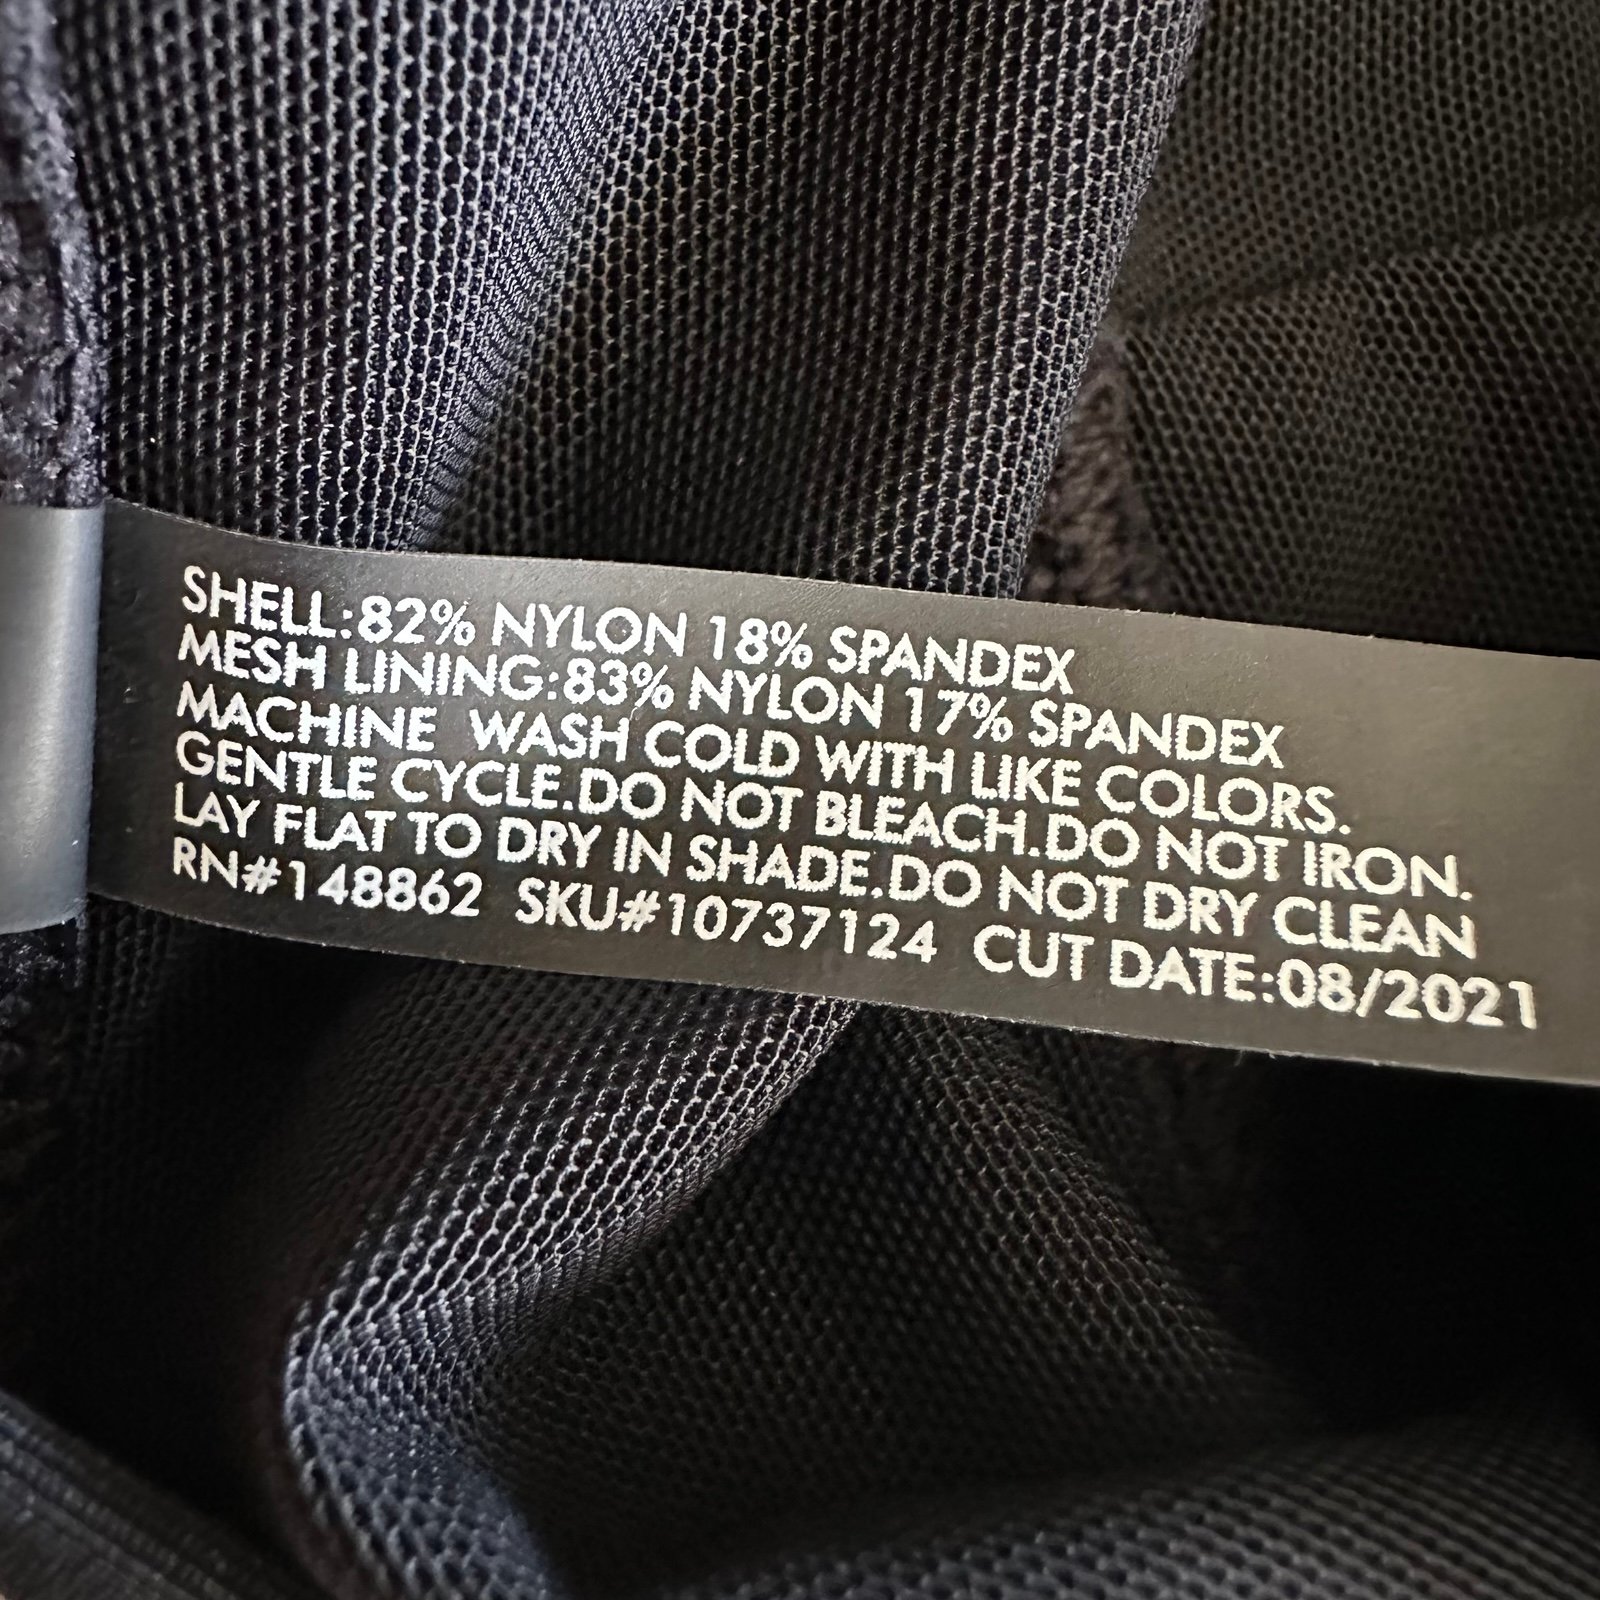 SHELL:82% NYLON 18% SPANDEX
MESH LINING:83% NYLON 17% SPANDEX
MACHINE WASH COLD WITH LIKE COLORS.
GENTLE CYCLE.DO NOT BLEACH.DO NOT IRON.
LAY FLAT TO DRY IN SHADE.DO NOT DRY CLEAN
RN#148862 SKU#10737124 CUT DATE:08/2021